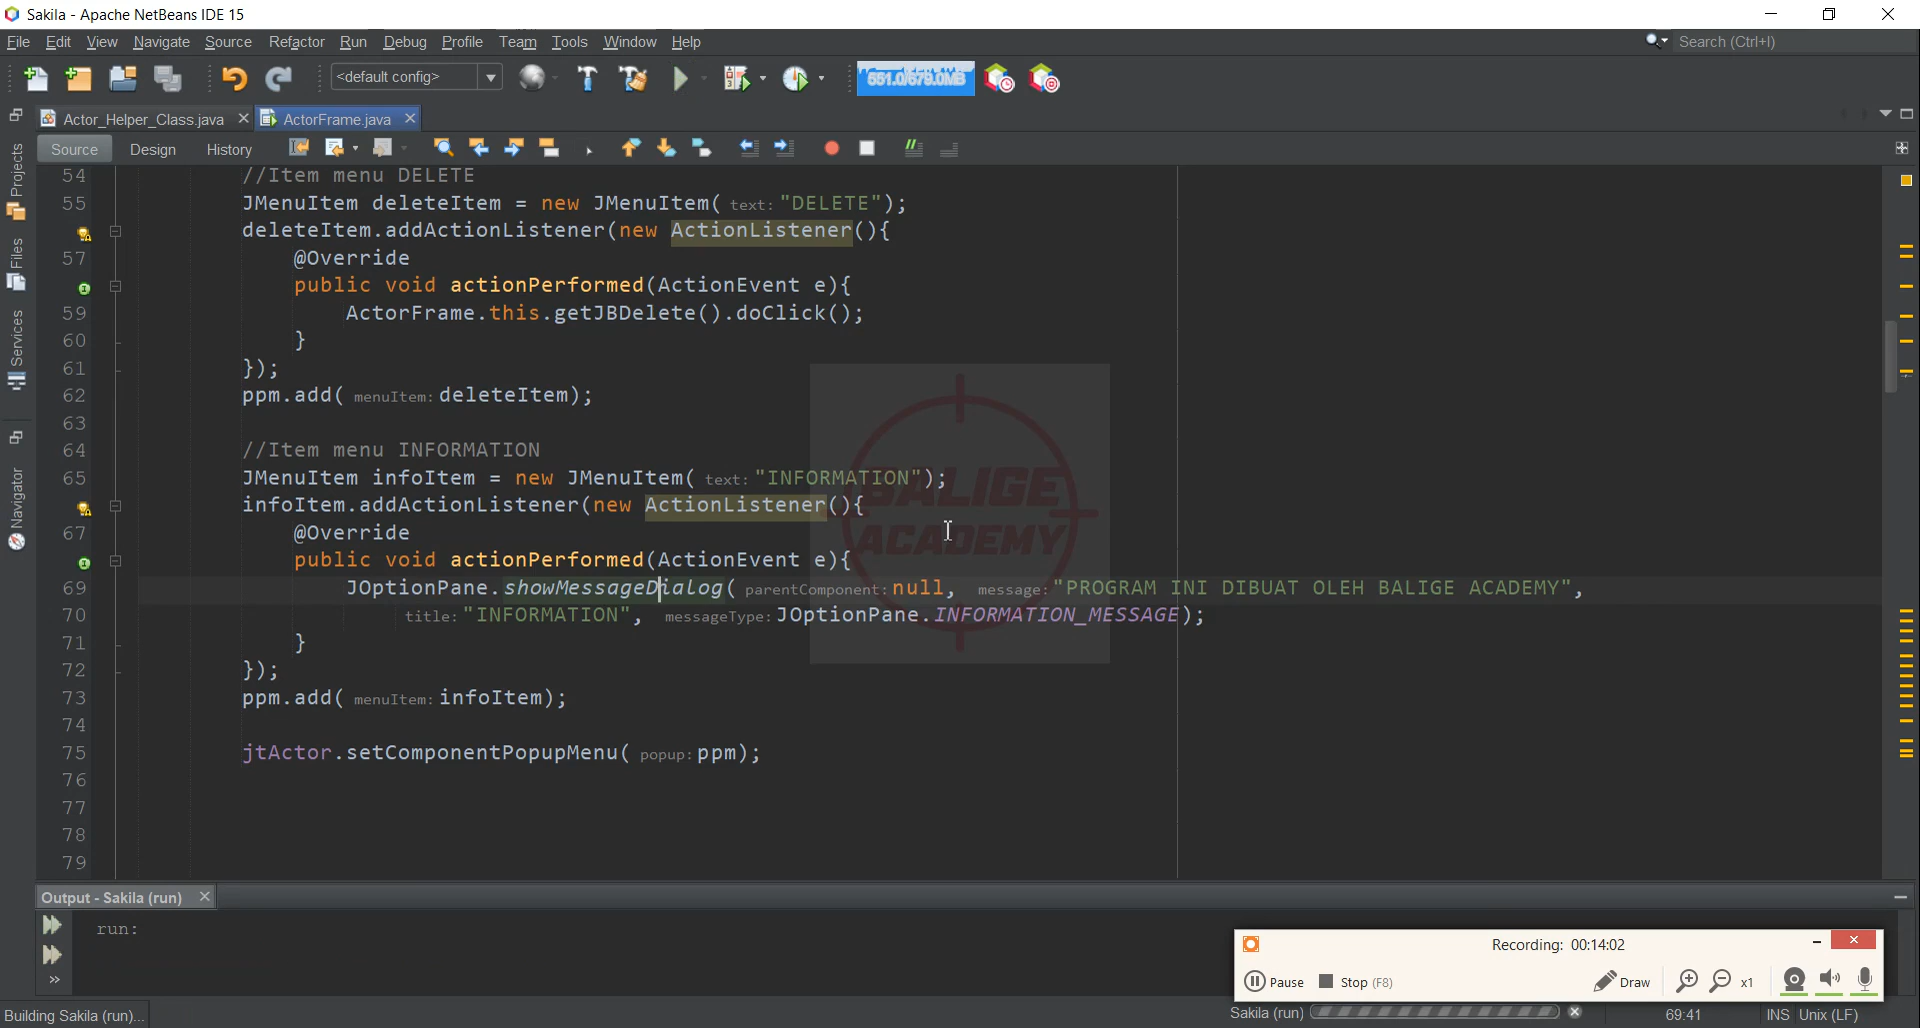 Sakila - Apache NetBeans IDE 15
File Edit View Navigate Source Refactor Run Debug Profile Team Tools Window Help
Search (Ctrl+I)
<default config>
551.0/679.0MB
Actor_Helper_Class.java
ActorFrame.java
Source Design History
Projects
Files
Services
Navigator
54 //Item menu DELETE
55 JMenuItem deleteItem = new JMenuItem( text: "DELETE");
deleteItem.addActionListener(new ActionListener(){
57 @Override
public void actionPerformed(ActionEvent e){
59 ActorFrame.this.getJBDelete().doClick();
60 }
61 });
62 ppm.add( menuItem: deleteItem);
63
64 //Item menu INFORMATION
65 JMenuItem infoItem = new JMenuItem( text: "INFORMATION");
infoItem.addActionListener(new ActionListener(){
67 @Override
public void actionPerformed(ActionEvent e){
69 JOptionPane.showMessageDialog( parentComponent: null, message: "PROGRAM INI DIBUAT OLEH BALIGE ACADEMY",
70 title: "INFORMATION", messageType: JOptionPane.INFORMATION_MESSAGE);
71 }
72 });
73 ppm.add( menuItem: infoItem);
74
75 jtActor.setComponentPopupMenu( popup: ppm);
76
77
78
79
BALIGE
ACADEMY
Output - Sakila (run)
run:
Recording: 00:14:02
Pause Stop (F8) Draw x1
Building Sakila (run)...
Sakila (run)
69:41 INS Unix (LF)